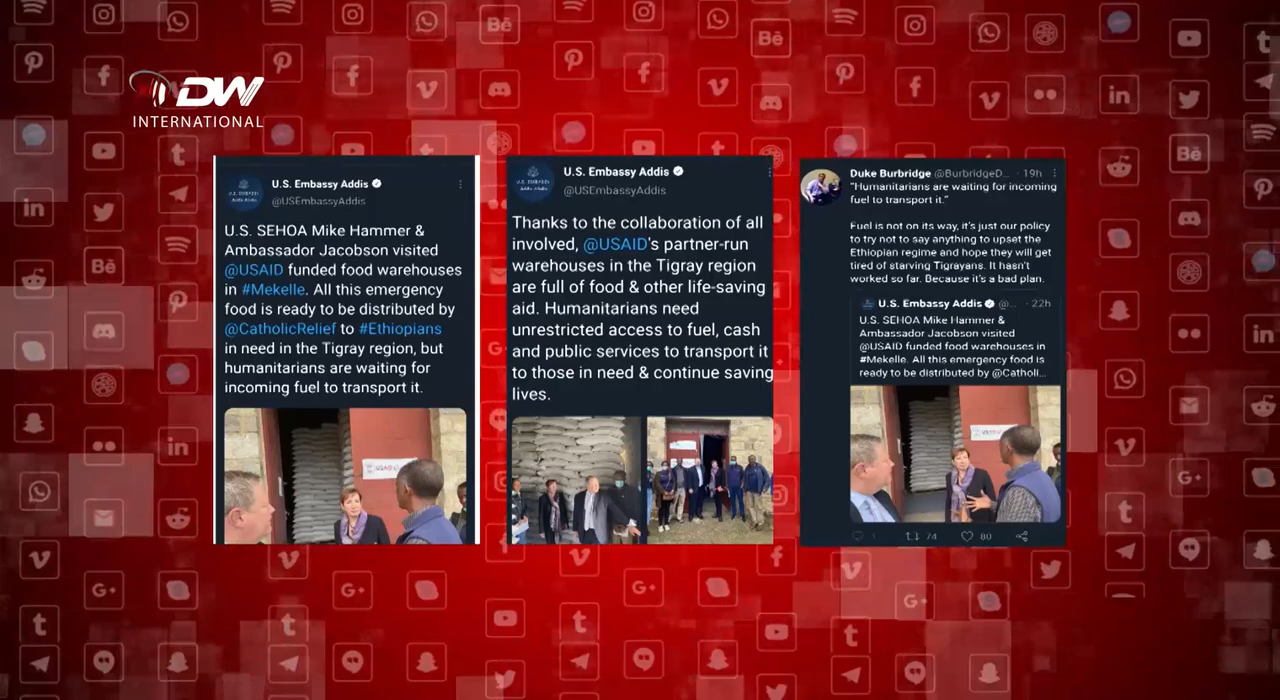 DW
INTERNATIONAL
U.S. Embassy Addis
@USEmbassyAddis
U.S. SEHOA Mike Hammer &
Ambassador Jacobson visited
@USAID funded food warehouses
in #Mekelle. All this emergency
food is ready to be distributed by
@CatholicRelief to #Ethiopians
in need in the Tigray region, but
humanitarians are waiting for
incoming fuel to transport it.
U.S. Embassy Addis
@USEmbassyAddis
Thanks to the collaboration of all
involved, @USAID's partner-run
warehouses in the Tigray region
are full of food & other life-saving
aid. Humanitarians need
unrestricted access to fuel, cash
and public services to transport it
to those in need & continue saving
lives.
Duke Burbridge @BurbridgeD... · 19h
"Humanitarians are waiting for incoming
fuel to transport it."
Fuel is not on its way, it's just our policy
to try not to say anything to upset the
Ethiopian regime and hope they will get
tired of starving Tigrayans. It hasn't
worked so far. Because it's a bad plan.
U.S. Embassy Addis @... · 22h
U.S. SEHOA Mike Hammer &
Ambassador Jacobson visited
@USAID funded food warehouses in
#Mekelle. All this emergency food is
ready to be distributed by @Catholi...
1 74 80